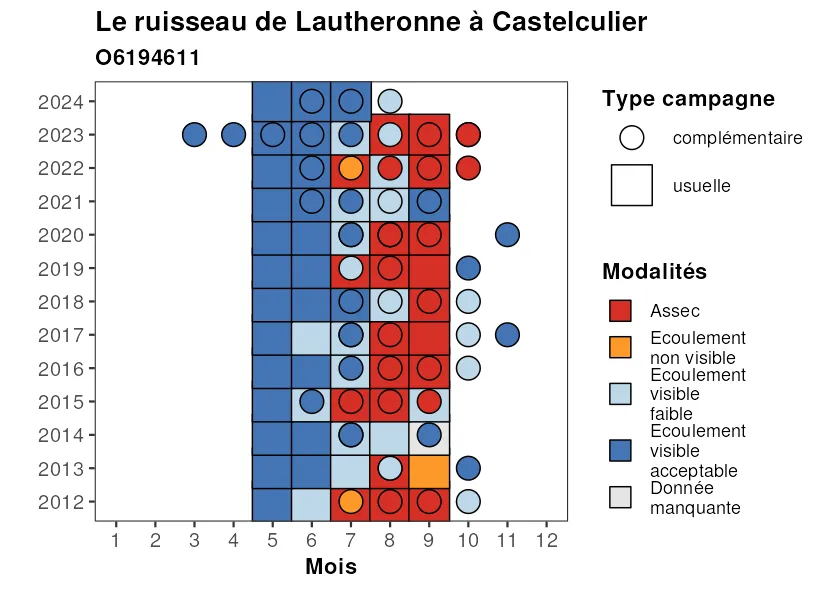 Le ruisseau de Lautheronne à Castelculier
O6194611
2024
2023
2022
2021
2020
2019
2018
2017
2016
2015
2014
2013
2012
1 2 3 4 5 6 7 8 9 10 11 12
Mois
Type campagne
complémentaire
usuelle
Modalités
Assec
Ecoulement
non visible
Ecoulement
visible
faible
Ecoulement
visible
acceptable
Donnée
manquante